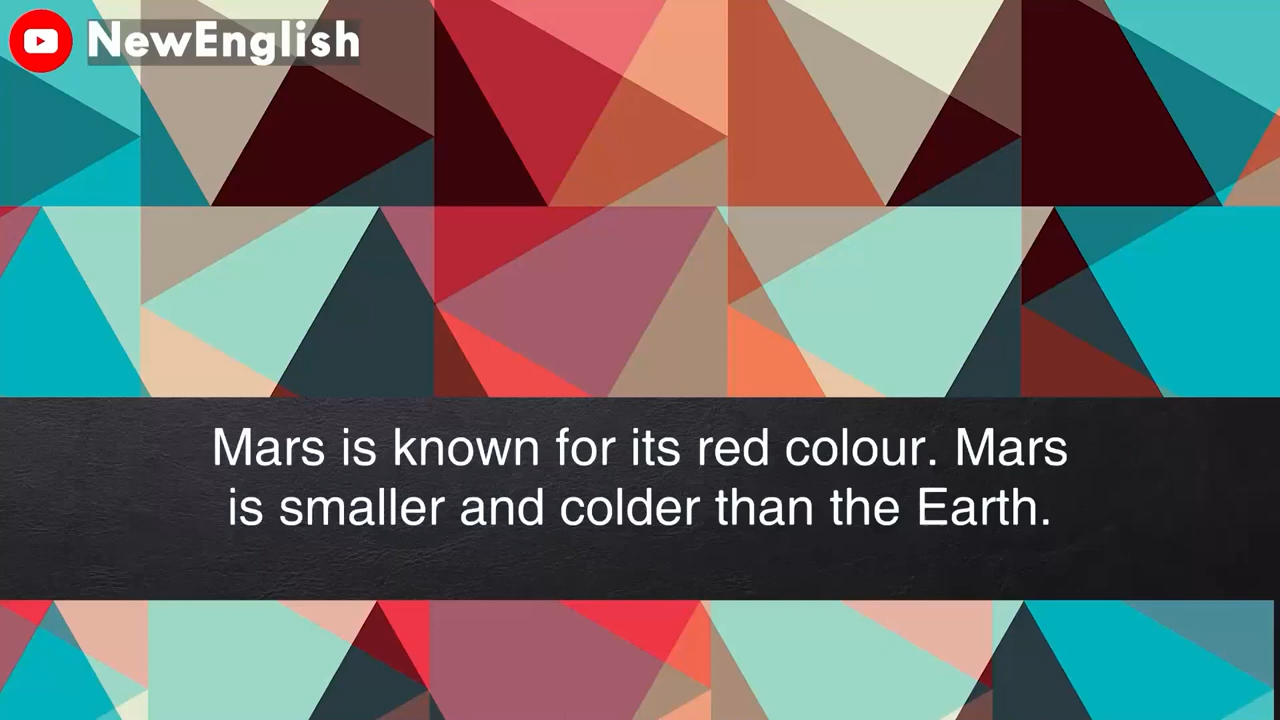 NewEnglish
Mars is known for its red colour. Mars
is smaller and colder than the Earth.